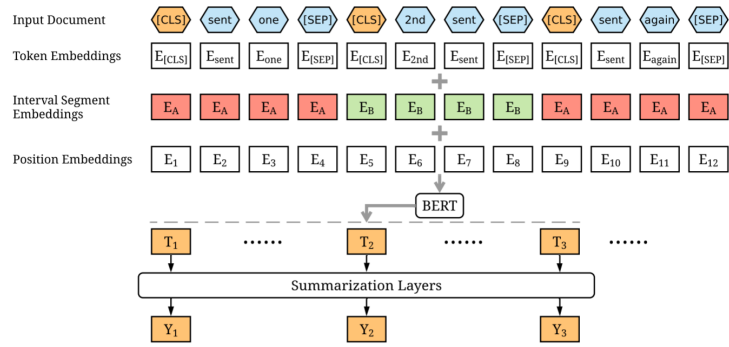 Input Document [CLS] sent one [SEP] [CLS] 2nd sent [SEP] [CLS] sent again [SEP]
Token Embeddings E[CLS] Esent Eone E[SEP] E[CLS] E2nd Esent E[SEP] E[CLS] Esent Eagain E[SEP]
+
Interval Segment
Embeddings EA EA EA EA EB EB EB EB EA EA EA EA
+
Position Embeddings E1 E2 E3 E4 E5 E6 E7 E8 E9 E10 E11 E12
BERT
T1 ······ T2 ······ T3 ······
Summarization Layers
Y1 Y2 Y3